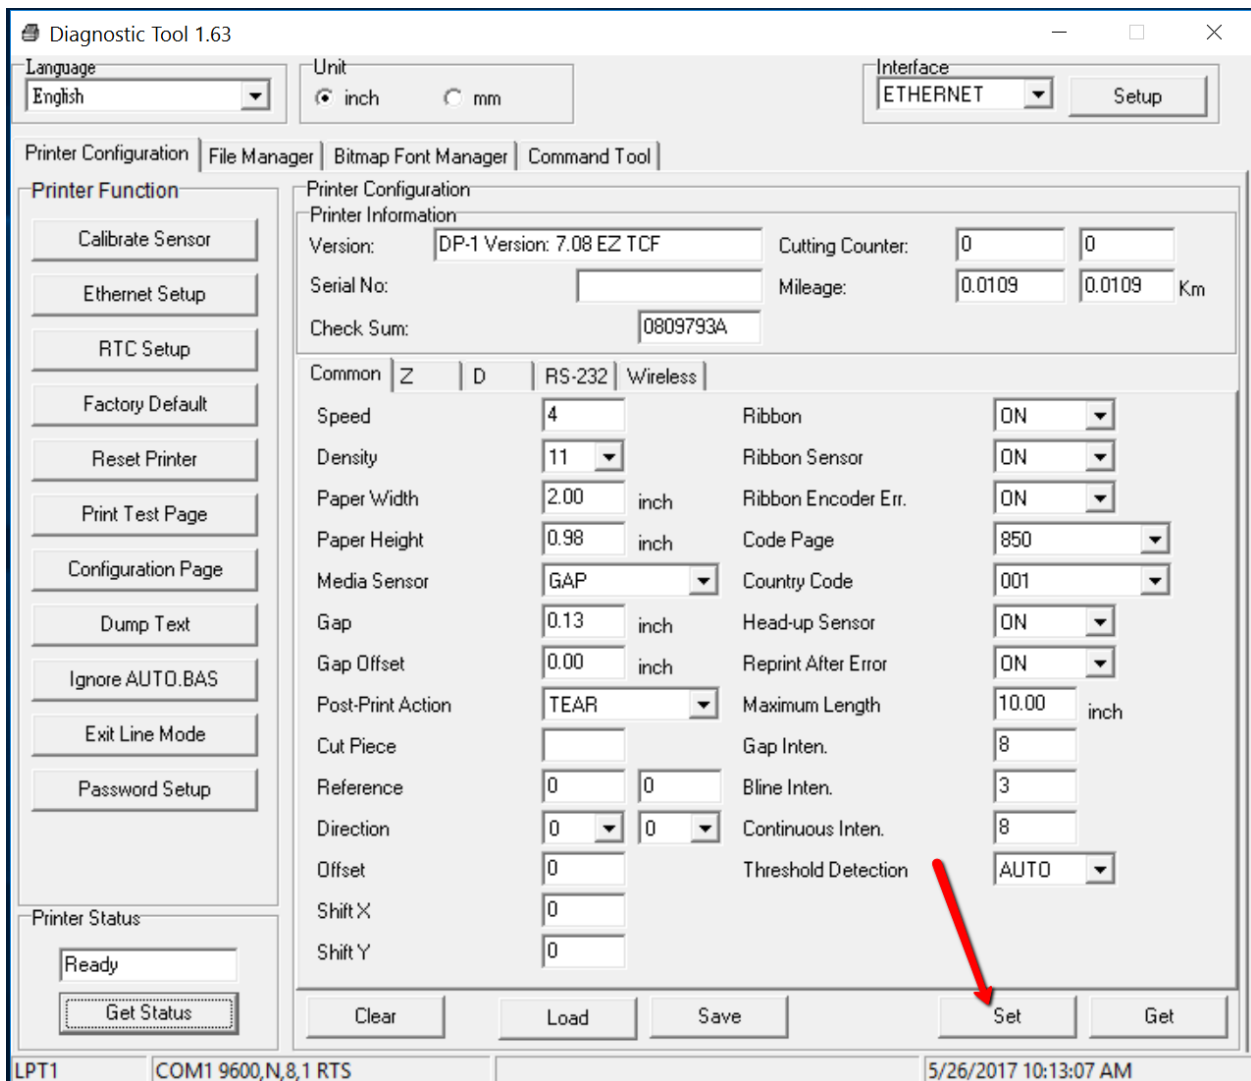 Diagnostic Tool 1.63
Language
English
Unit
inch
mm
Interface
ETHERNET
Setup
Printer Configuration
File Manager
Bitmap Font Manager
Command Tool
Printer Function
Calibrate Sensor
Ethernet Setup
RTC Setup
Factory Default
Reset Printer
Print Test Page
Configuration Page
Dump Text
Ignore AUTO.BAS
Exit Line Mode
Password Setup
Printer Status
Ready
Get Status
Printer Configuration
Printer Information
Version: DP-1 Version: 7.08 EZ TCF
Cutting Counter: 0 0
Serial No:
Mileage: 0.0109 0.0109 Km
Check Sum: 0809793A
Common
Z
D
RS-232
Wireless
Speed 4
Density 11
Paper Width 2.00 inch
Paper Height 0.98 inch
Media Sensor GAP
Gap 0.13 inch
Gap Offset 0.00 inch
Post-Print Action TEAR
Cut Piece
Reference 0 0
Direction 0 0
Offset 0
Shift X 0
Shift Y 0
Ribbon ON
Ribbon Sensor ON
Ribbon Encoder Err. ON
Code Page 850
Country Code 001
Head-up Sensor ON
Reprint After Error ON
Maximum Length 10.00 inch
Gap Inten. 8
Bline Inten. 3
Continuous Inten. 8
Threshold Detection AUTO
Clear
Load
Save
Set
Get
LPT1
COM1 9600,N,8,1 RTS
5/26/2017 10:13:07 AM